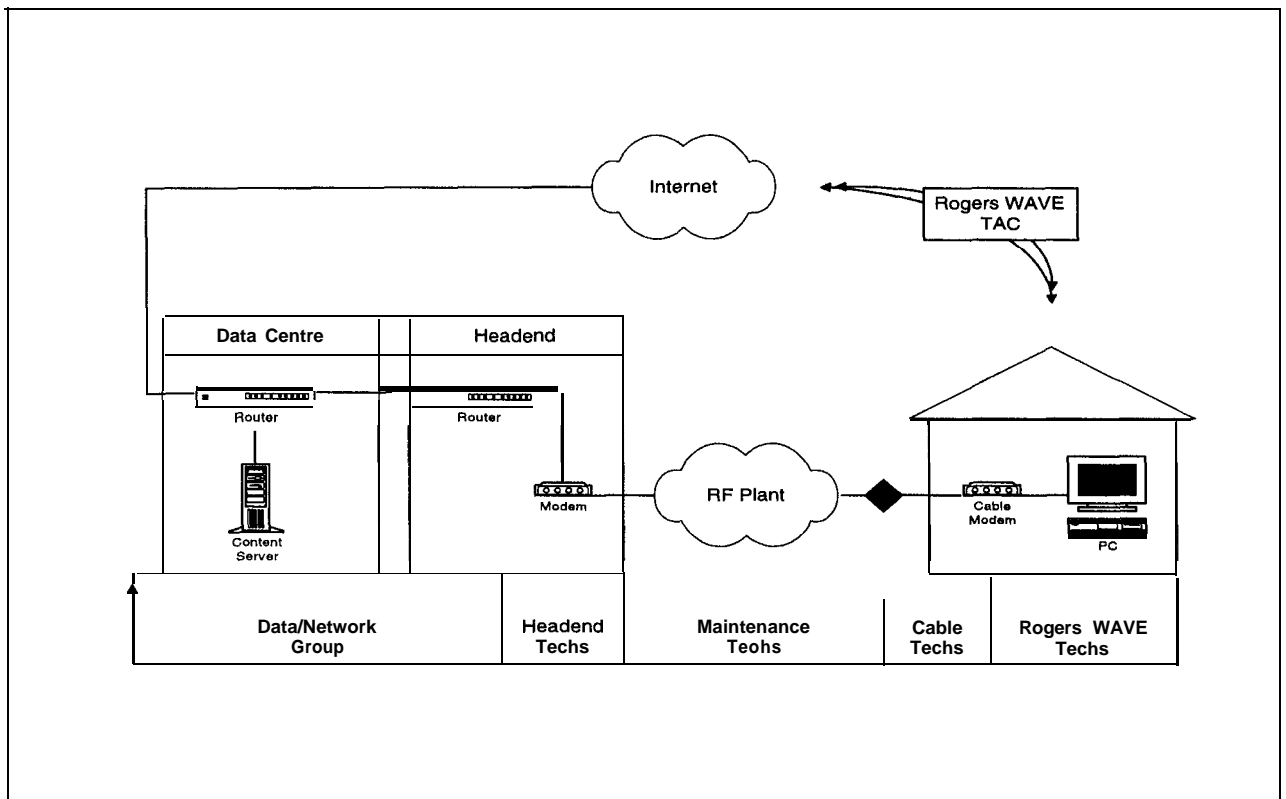 Internet
Rogers WAVE
TAC
Data Centre
Headend
Router
Router
Content
Server
Modem
RF Plant
Cable
Modem
PC
Data/Network
Group
Headend
Techs
Maintenance
Teohs
Cable
Techs
Rogers WAVE
Techs